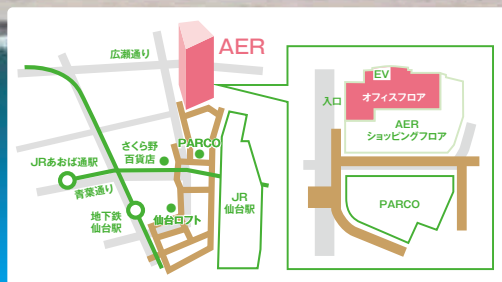 広瀬通り
AER
さくら野
百貨店
PARCO
JRあおば通駅
青葉通り
地下鉄
仙台駅
仙台ロフト
JR
仙台駅
EV
入口
オフィスフロア
AER
ショッピングフロア
PARCO